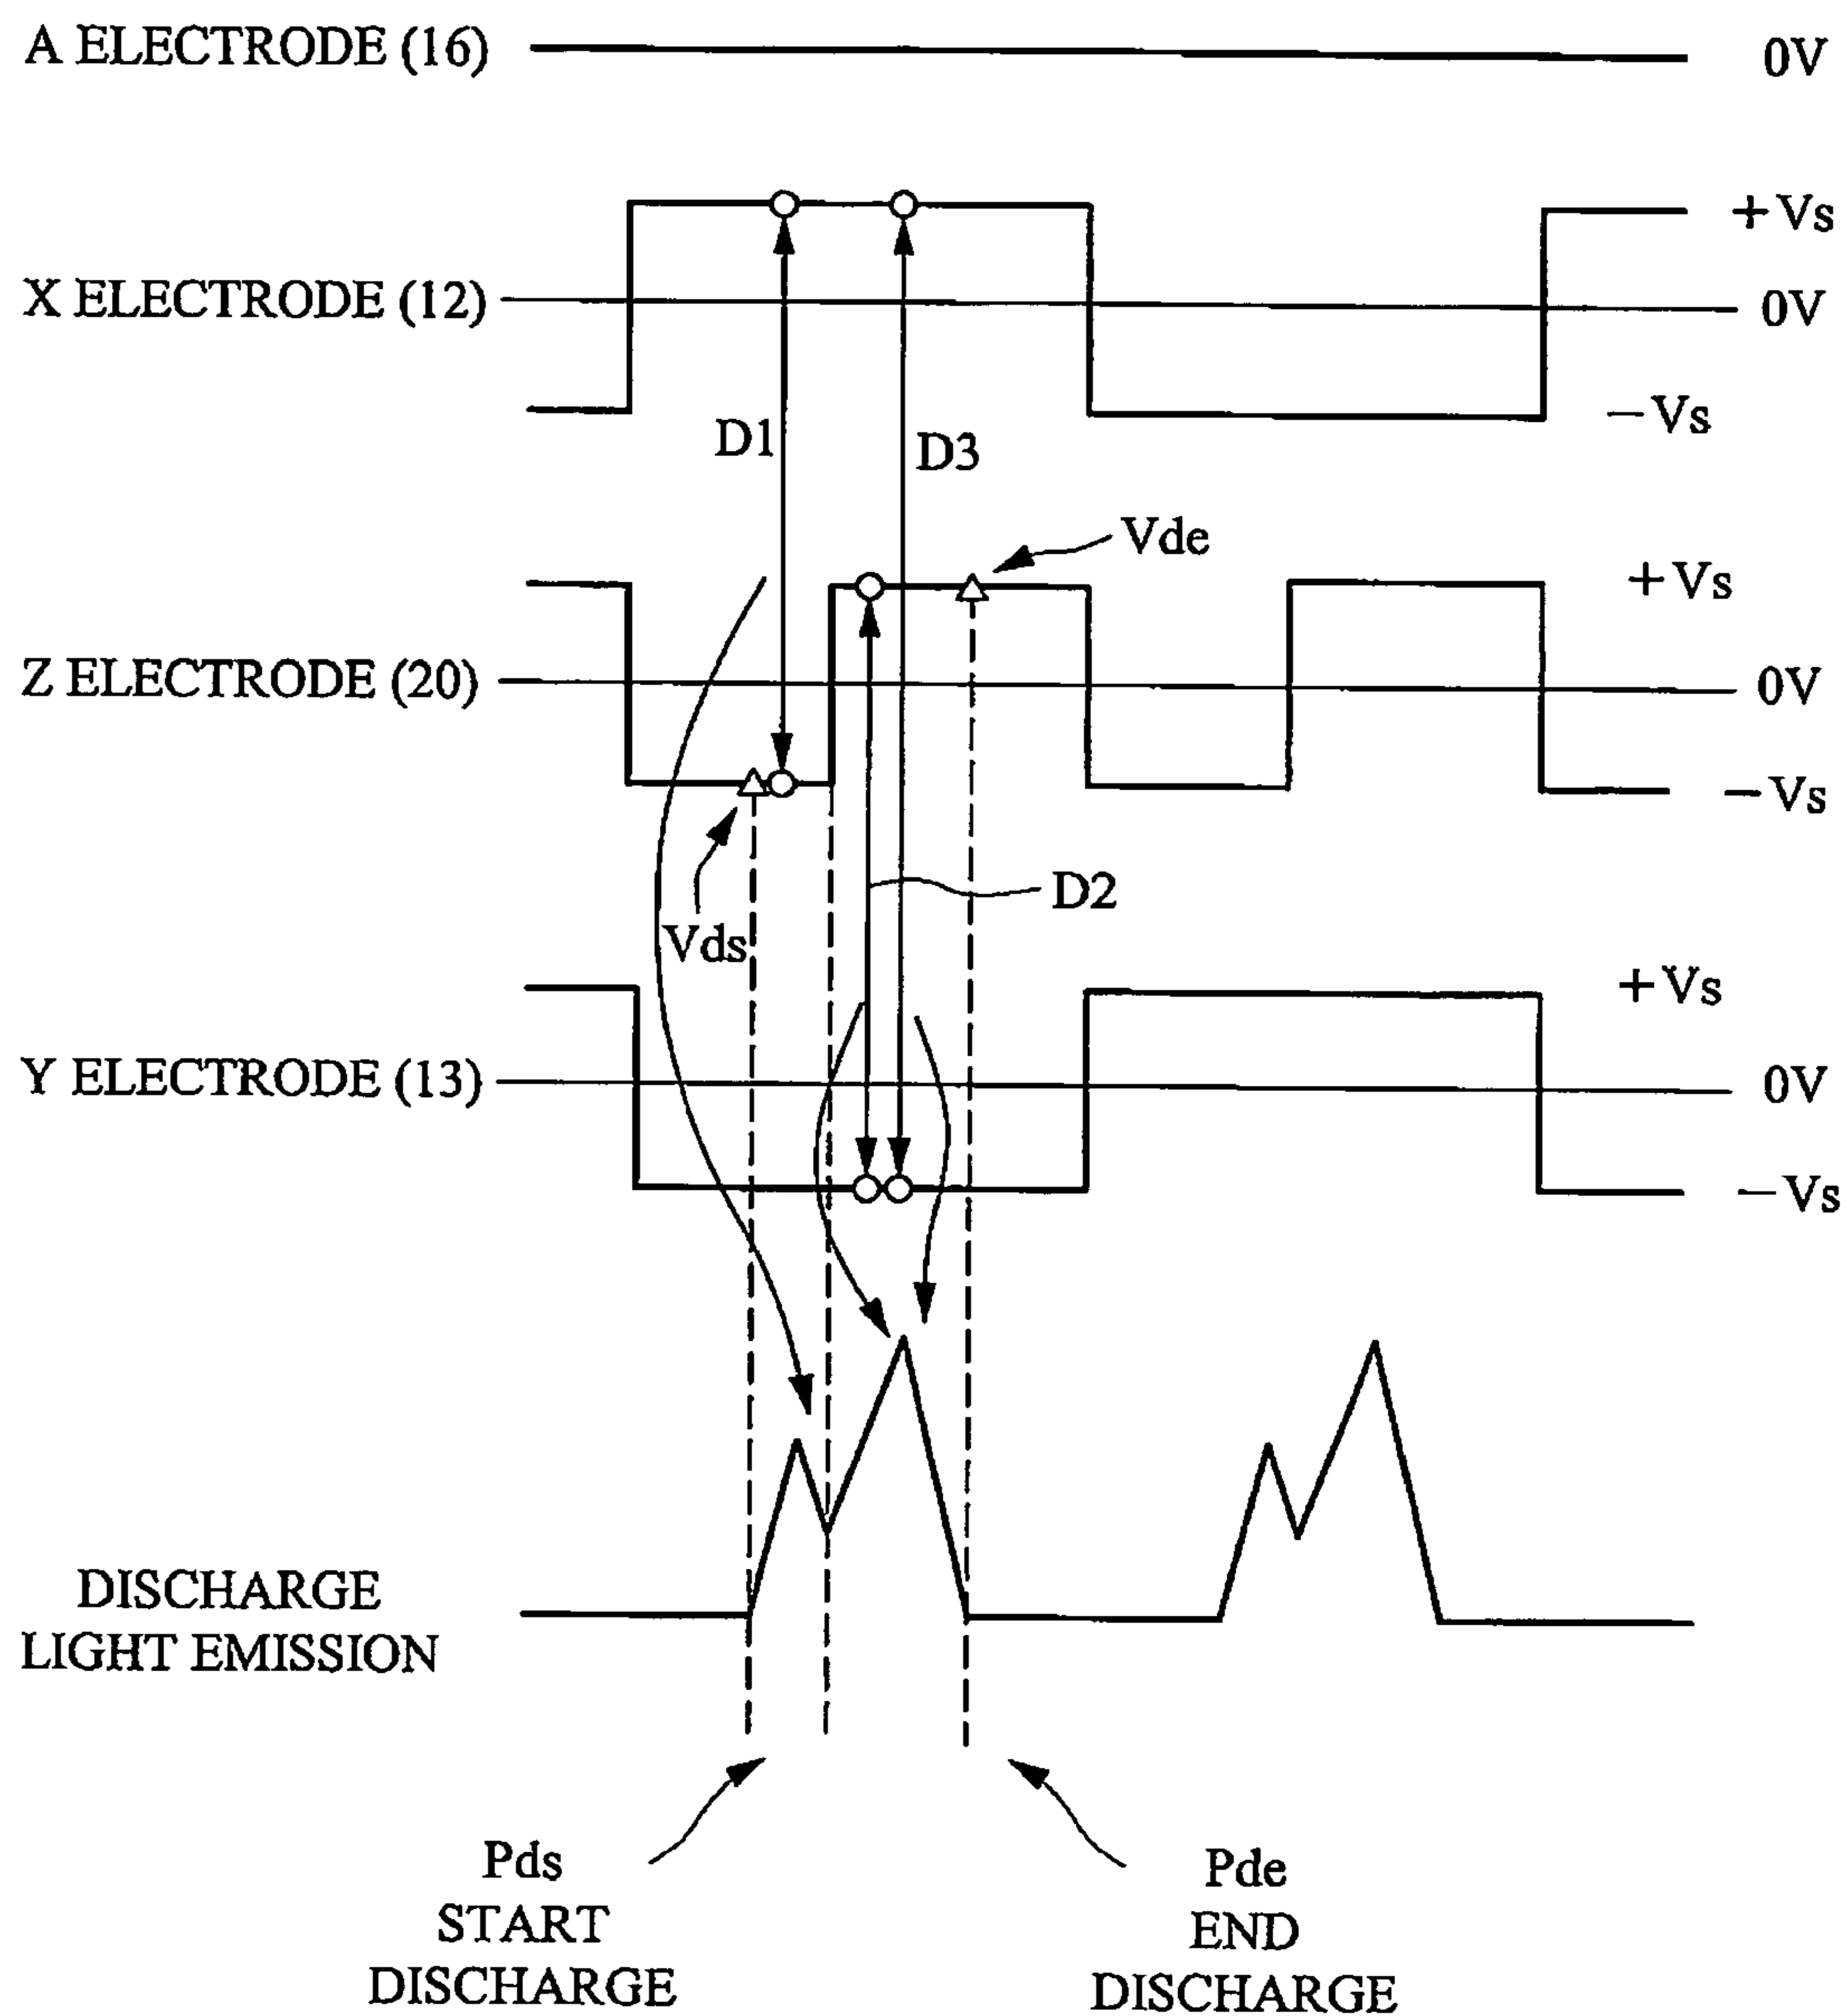 A ELECTRODE (16)
0V
+Vs
X ELECTRODE (12)
0V
-Vs
D1
D3
Vde
+Vs
Z ELECTRODE (20)
0V
-Vs
D2
Vds
+Vs
Y ELECTRODE (13)
0V
-Vs
DISCHARGE
LIGHT EMISSION
Pds
START
DISCHARGE
Pde
END
DISCHARGE